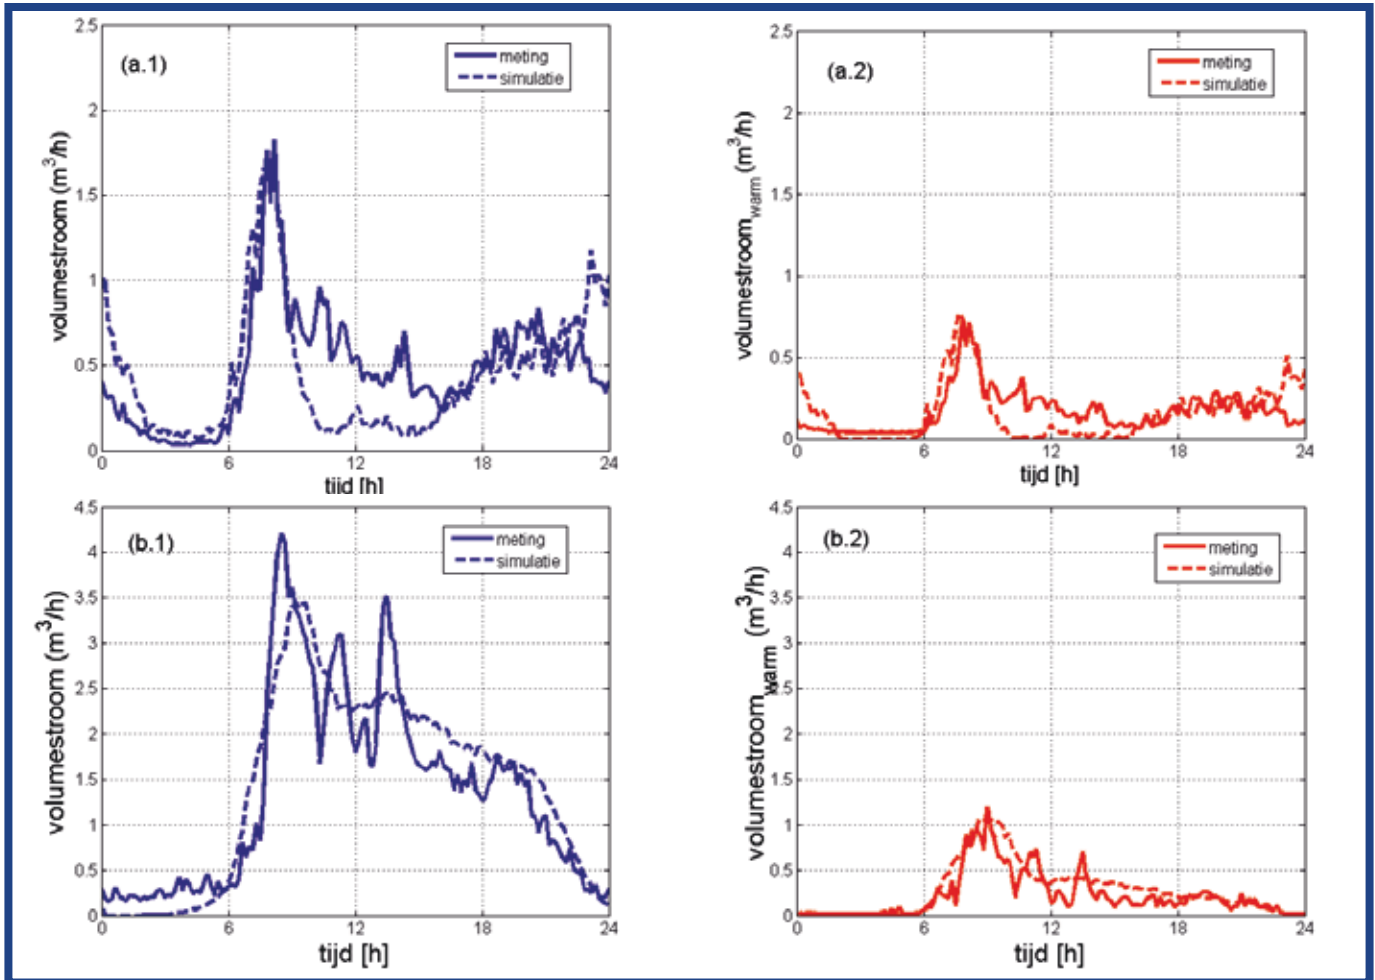 (a.1)
meting
simulatie
volumestroom (m³/h)
2.5
2
1.5
1
0.5
0
0 6 12 18 24
tijd [h]
(a.2)
meting
simulatie
volumestroom warm (m³/h)
2.5
2
1.5
1
0.5
0
0 6 12 18 24
tijd [h]
(b.1)
meting
simulatie
volumestroom (m³/h)
4.5
4
3.5
3
2.5
2
1.5
1
0.5
0
0 6 12 18 24
tijd [h]
(b.2)
meting
simulatie
volumestroom warm (m³/h)
4.5
4
3.5
3
2.5
2
1.5
1
0.5
0
0 6 12 18 24
tijd [h]